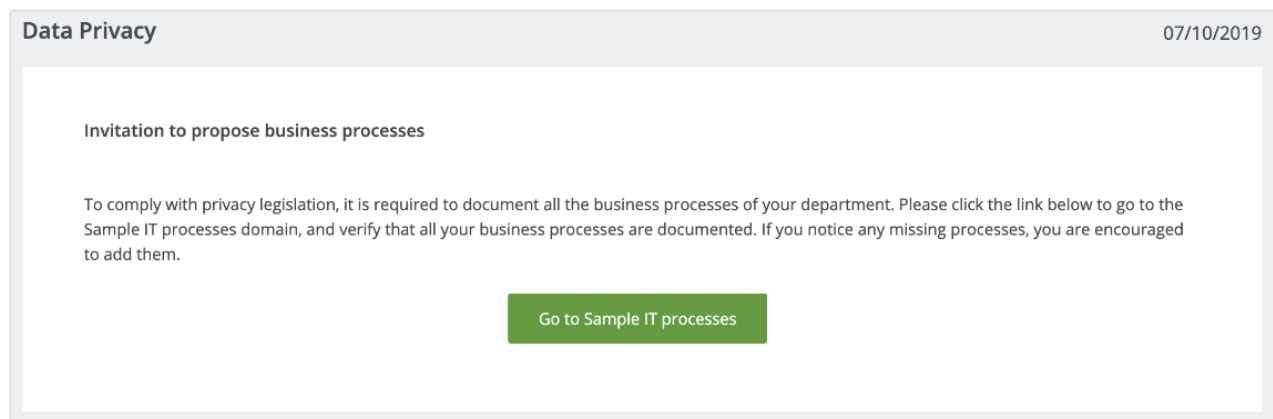 Data Privacy
07/10/2019
Invitation to propose business processes
To comply with privacy legislation, it is required to document all the business processes of your department. Please click the link below to go to the
Sample IT processes domain, and verify that all your business processes are documented. If you notice any missing processes, you are encouraged
to add them.
Go to Sample IT processes